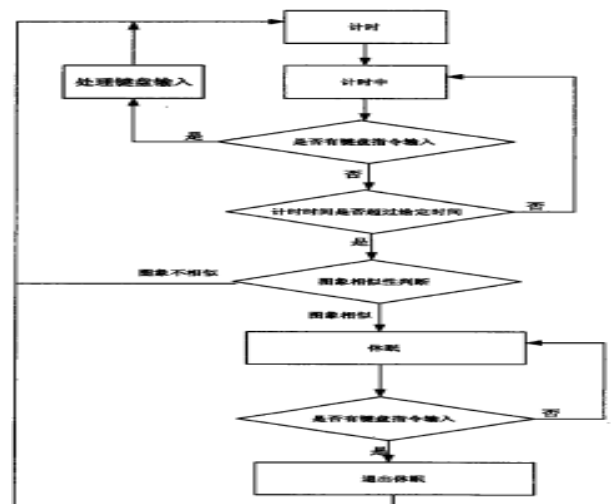 计时
处理键盘输入
计时中
是
是否有键盘指令输入
否
计时时间是否超过给定时间
否
是
图象不相似
图象相似性判断
图象相似
休眠
是否有键盘指令输入
否
是
退出休眠